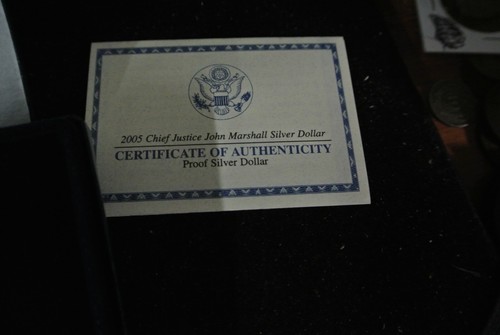 2005 Chief Justice John Marshall Silver Dollar
CERTIFICATE OF AUTHENTICITY
Proof Silver Dollar